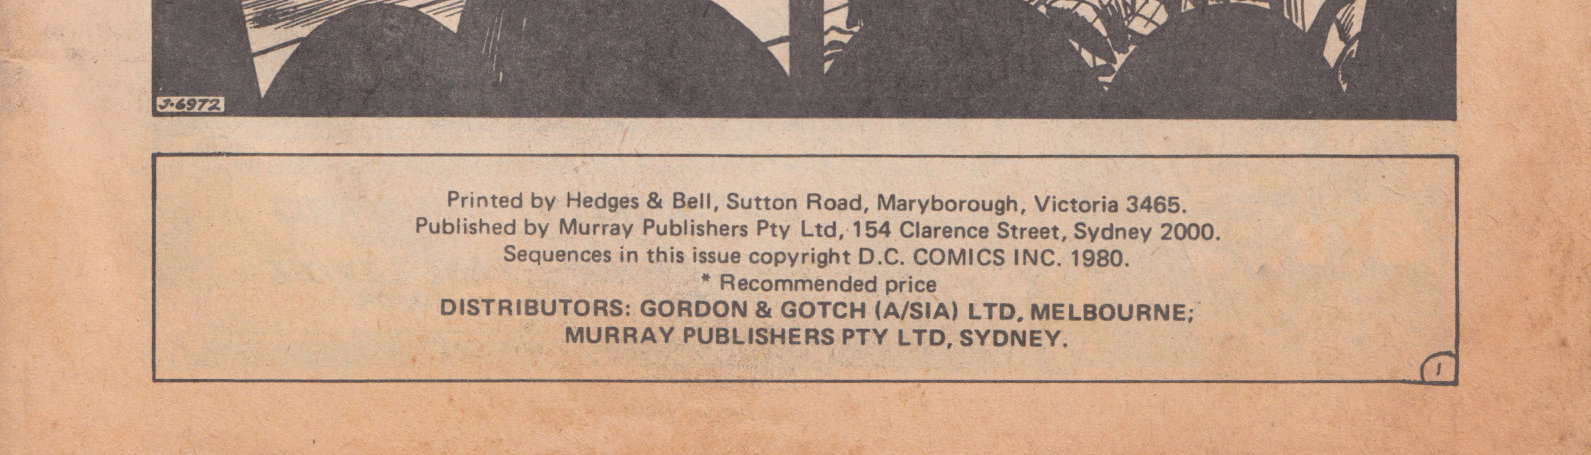 J-6972
Printed by Hedges & Bell, Sutton Road, Maryborough, Victoria 3465.
Published by Murray Publishers Pty Ltd, 154 Clarence Street, Sydney 2000.
Sequences in this issue copyright D.C. COMICS INC. 1980.
* Recommended price
DISTRIBUTORS: GORDON & GOTCH (A/SIA) LTD, MELBOURNE;
MURRAY PUBLISHERS PTY LTD, SYDNEY.
1